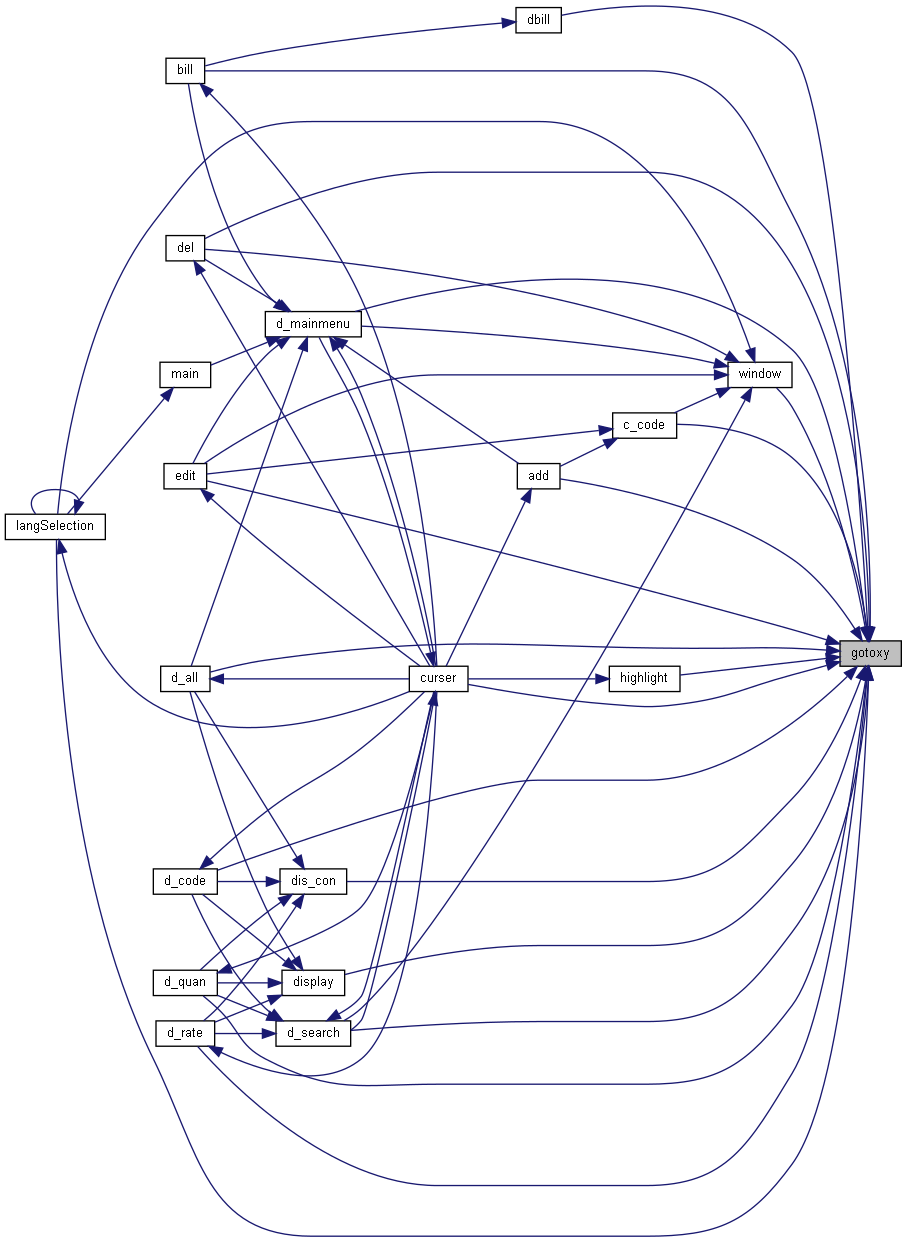 dbill
bill
del
d_mainmenu
main
window
c_code
edit
add
langSelection
gotoxy
d_all
curser
highlight
d_code
dis_con
d_quan
display
d_rate
d_search